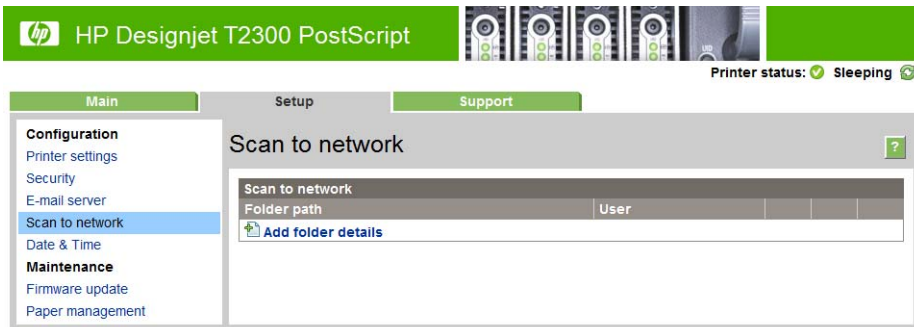 hp HP Designjet T2300 PostScript
UID
Printer status: Sleeping
Main Setup Support
Configuration
Printer settings
Security
E-mail server
Scan to network
Date & Time
Maintenance
Firmware update
Paper management
Scan to network ?
Scan to network
Folder path User
Add folder details